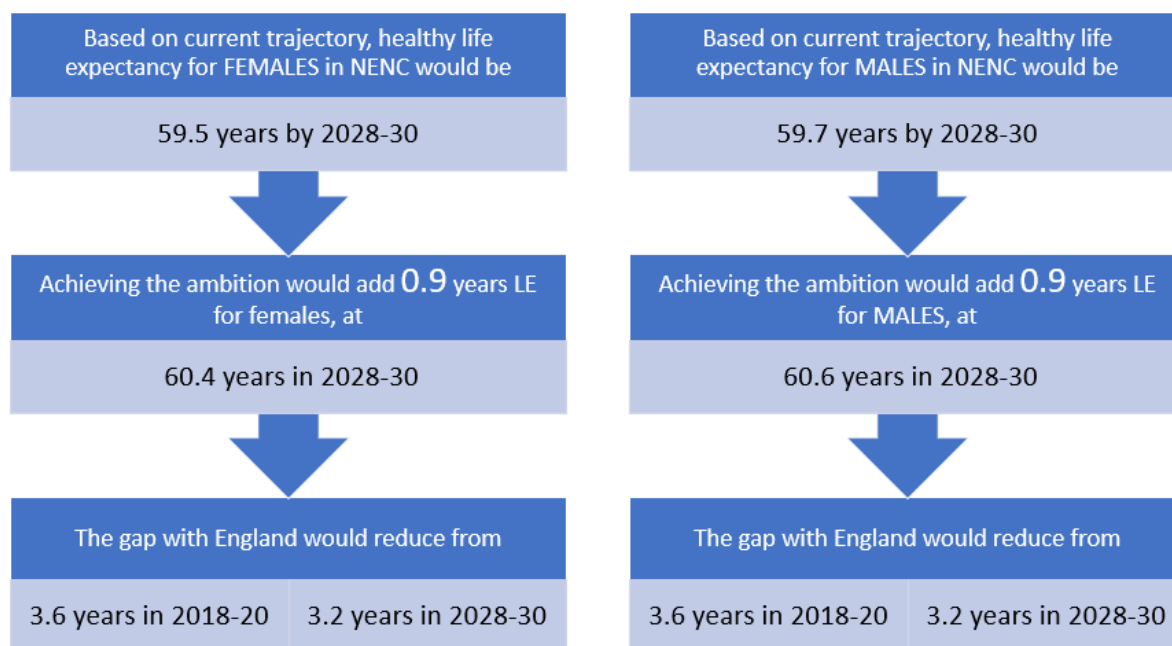 Based on current trajectory, healthy life
expectancy for FEMALES in NENC would be
59.5 years by 2028-30
Achieving the ambition would add 0.9 years LE
for females, at
60.4 years in 2028-30
The gap with England would reduce from
3.6 years in 2018-20
3.2 years in 2028-30
Based on current trajectory, healthy life
expectancy for MALES in NENC would be
59.7 years by 2028-30
Achieving the ambition would add 0.9 years LE
for MALES, at
60.6 years in 2028-30
The gap with England would reduce from
3.6 years in 2018-20
3.2 years in 2028-30